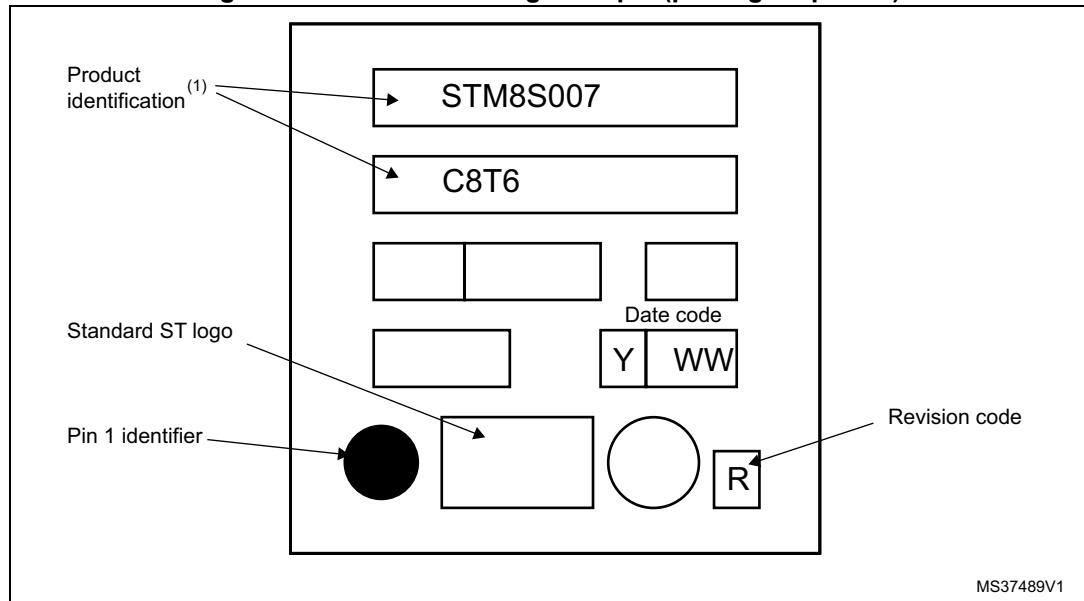 Product
identification (1)
STM8S007
C8T6
Standard ST logo
Date code
Y WW
Pin 1 identifier
Revision code
R
MS37489V1